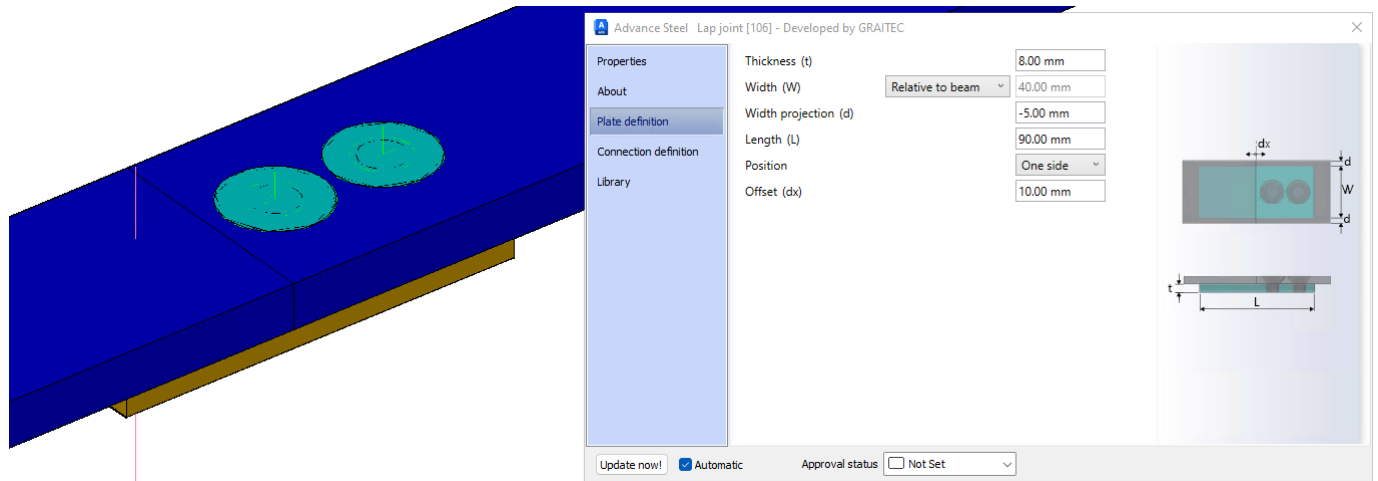 Advance Steel Lap joint [106] - Developed by GRAITEC
Properties
About
Plate definition
Connection definition
Library
Thickness (t) 8.00 mm
Width (W) Relative to beam 40.00 mm
Width projection (d) -5.00 mm
Length (L) 90.00 mm
Position One side
Offset (dx) 10.00 mm
dx
d
W
d
t
L
Update now! Automatic Approval status Not Set